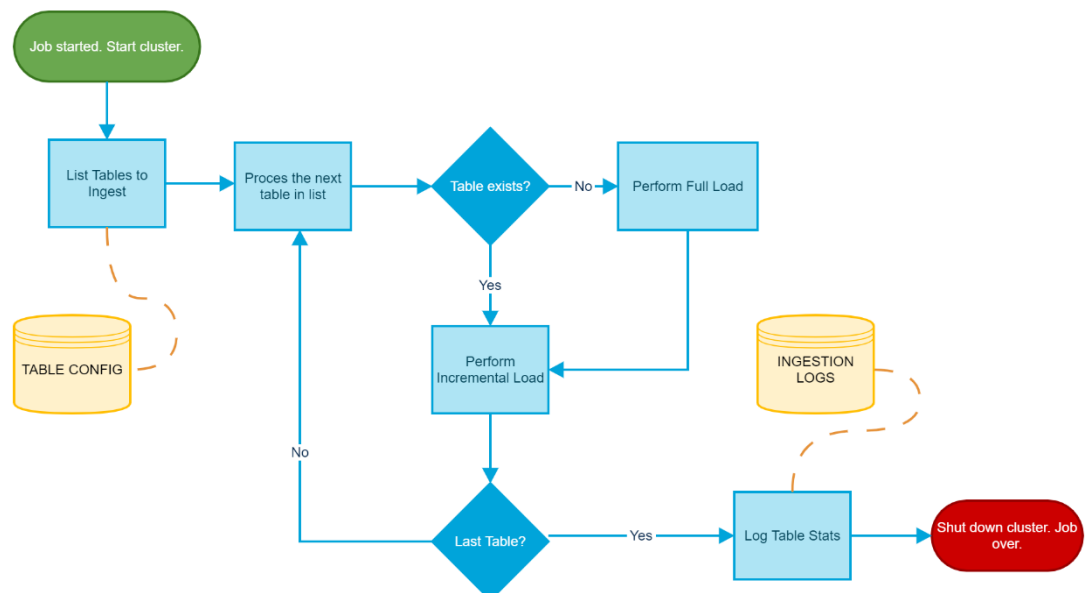 Job started. Start cluster.
List Tables to
Ingest
Proces the next
table in list
Table exists?
No
Perform Full Load
Yes
TABLE CONFIG
Perform
Incremental Load
INGESTION
LOGS
No
Last Table?
Yes
Log Table Stats
Shut down cluster. Job
over.